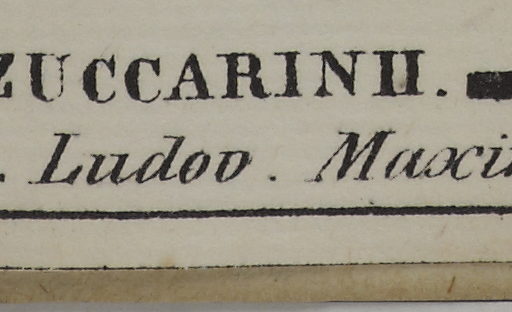 ZUCCARINII.
. Ludov. Maxi